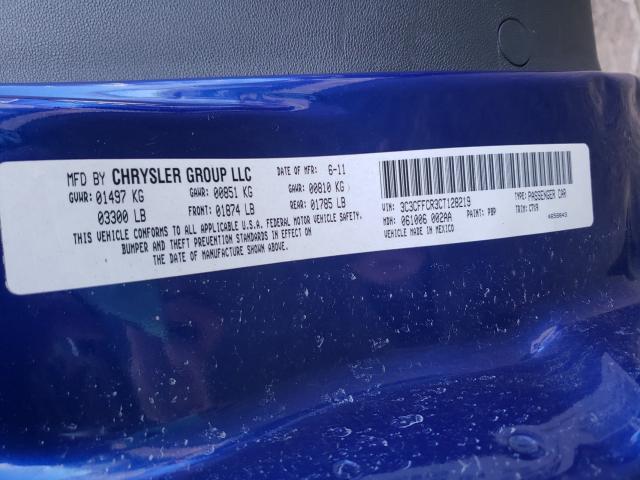 MFD BY CHRYSLER GROUP LLC DATE OF MFR: 6-11
GVWR: 01497 KG GAWR: 00851 KG GAWR: 00810 KG
03300 LB FRONT: 01874 LB REAR: 01785 LB
THIS VEHICLE CONFORMS TO ALL APPLICABLE U.S.A. FEDERAL MOTOR VEHICLE SAFETY,
BUMPER AND THEFT PREVENTION STANDARDS IN EFFECT ON
THE DATE OF MANUFACTURE SHOWN ABOVE.
VIN: 3C3CFFCR3CT128219 TYPE: PASSENGER CAR
MDH: 061006 002AA PAINT: PBP TRIM: CTV9
VEHICLE MADE IN MEXICO